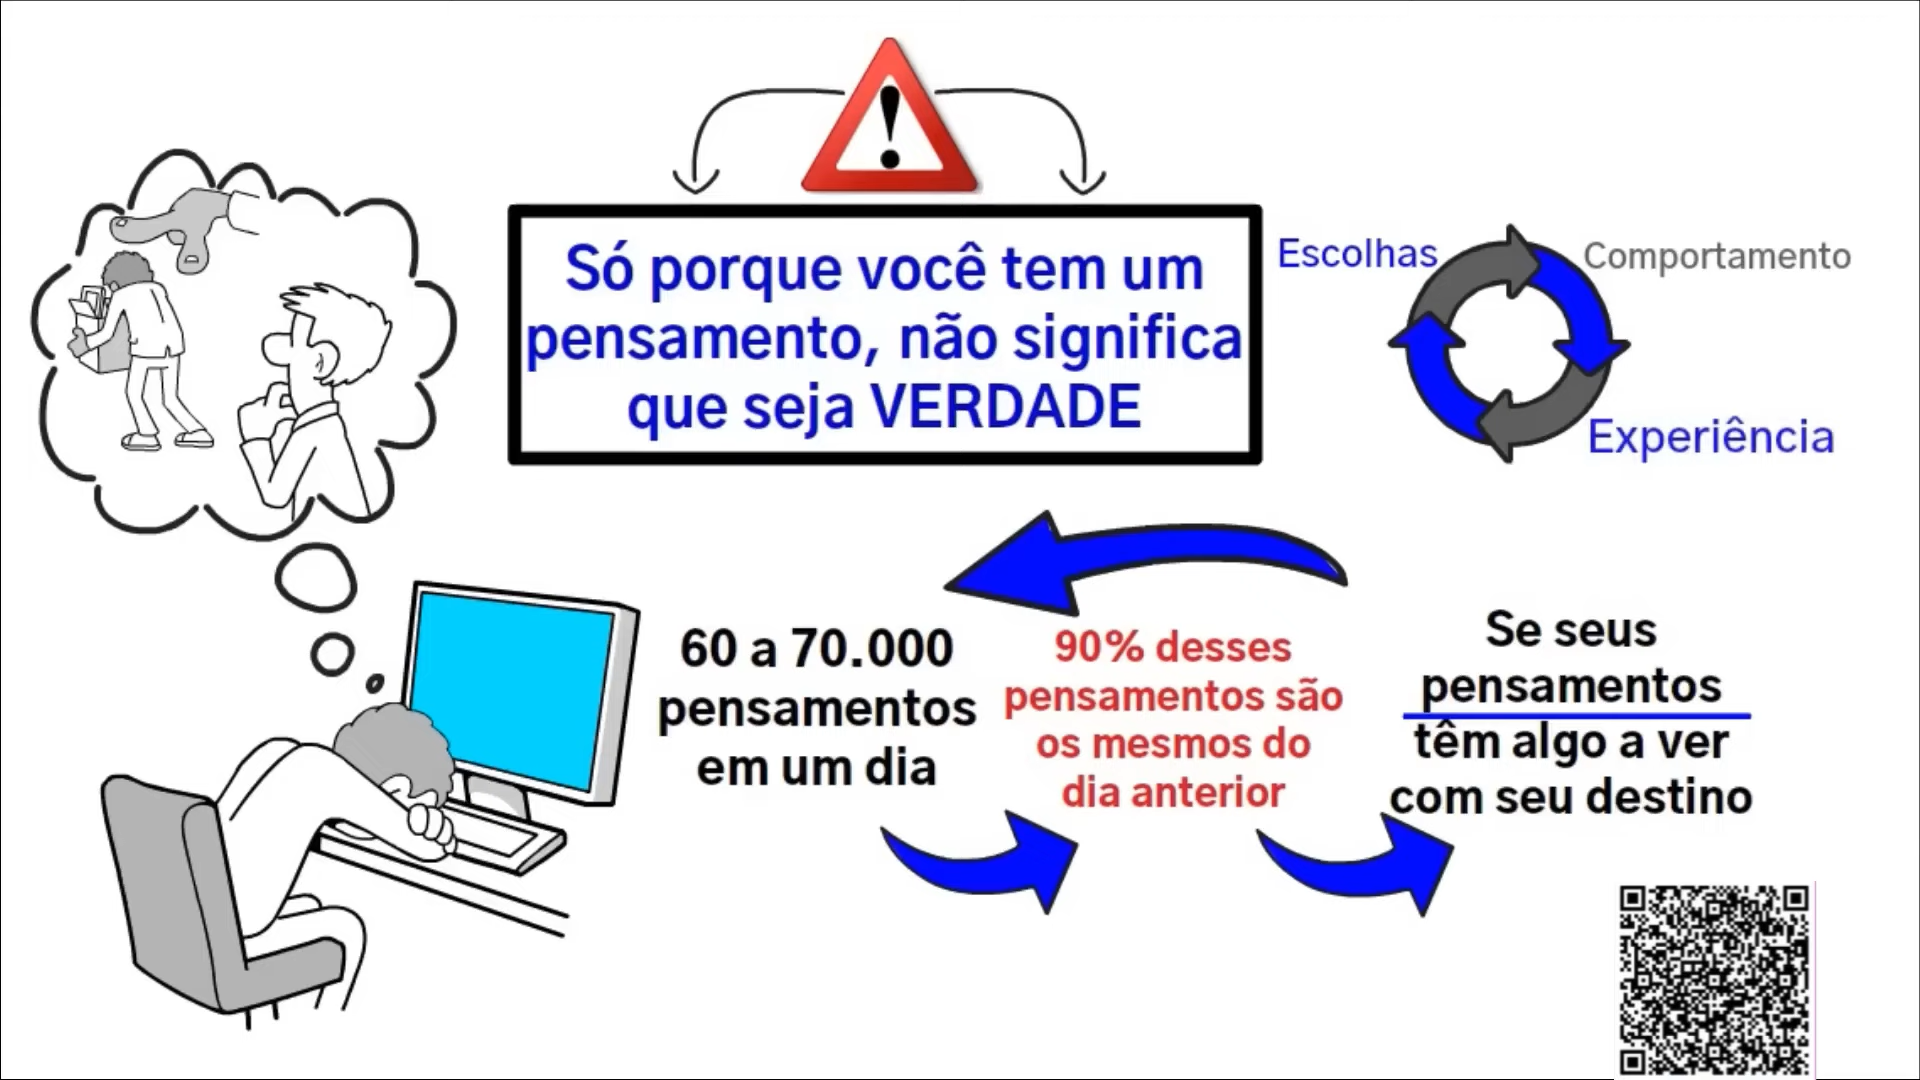 Só porque você tem um
pensamento, não significa
que seja VERDADE
Escolhas
Comportamento
Experiência
60 a 70.000
pensamentos
em um dia
90% desses
pensamentos são
os mesmos do
dia anterior
Se seus
pensamentos
têm algo a ver
com seu destino